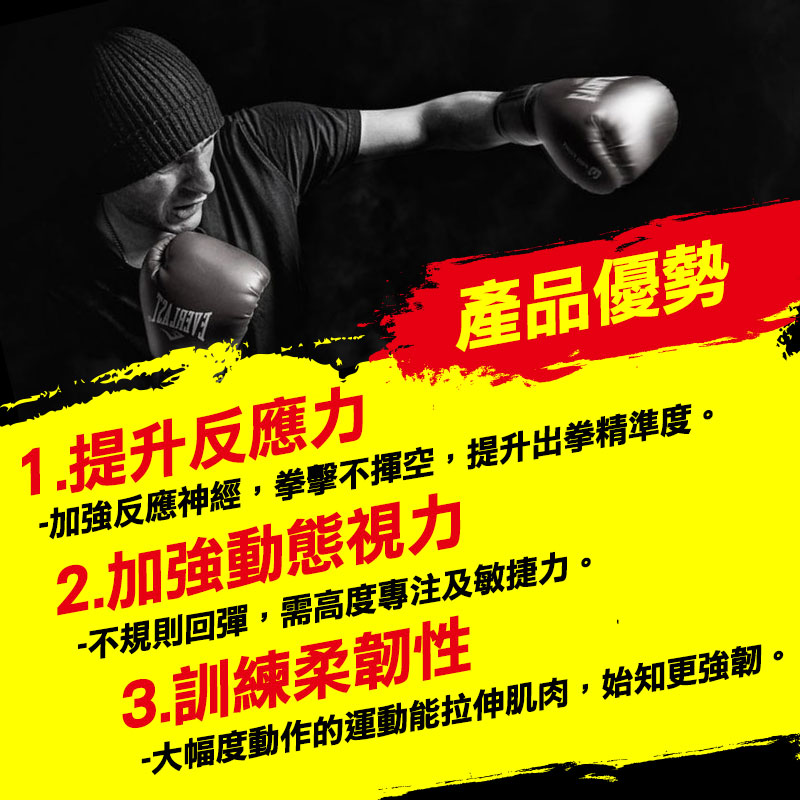 EVERLAST
產品優勢
1.提升反應力
-加強反應神經，拳擊不揮空，提升出拳精準度。
2.加強動態視力
-不規則回彈，需高度專注及敏捷力。
3.訓練柔韌性
-大幅度動作的運動能拉伸肌肉，始知更強韌。